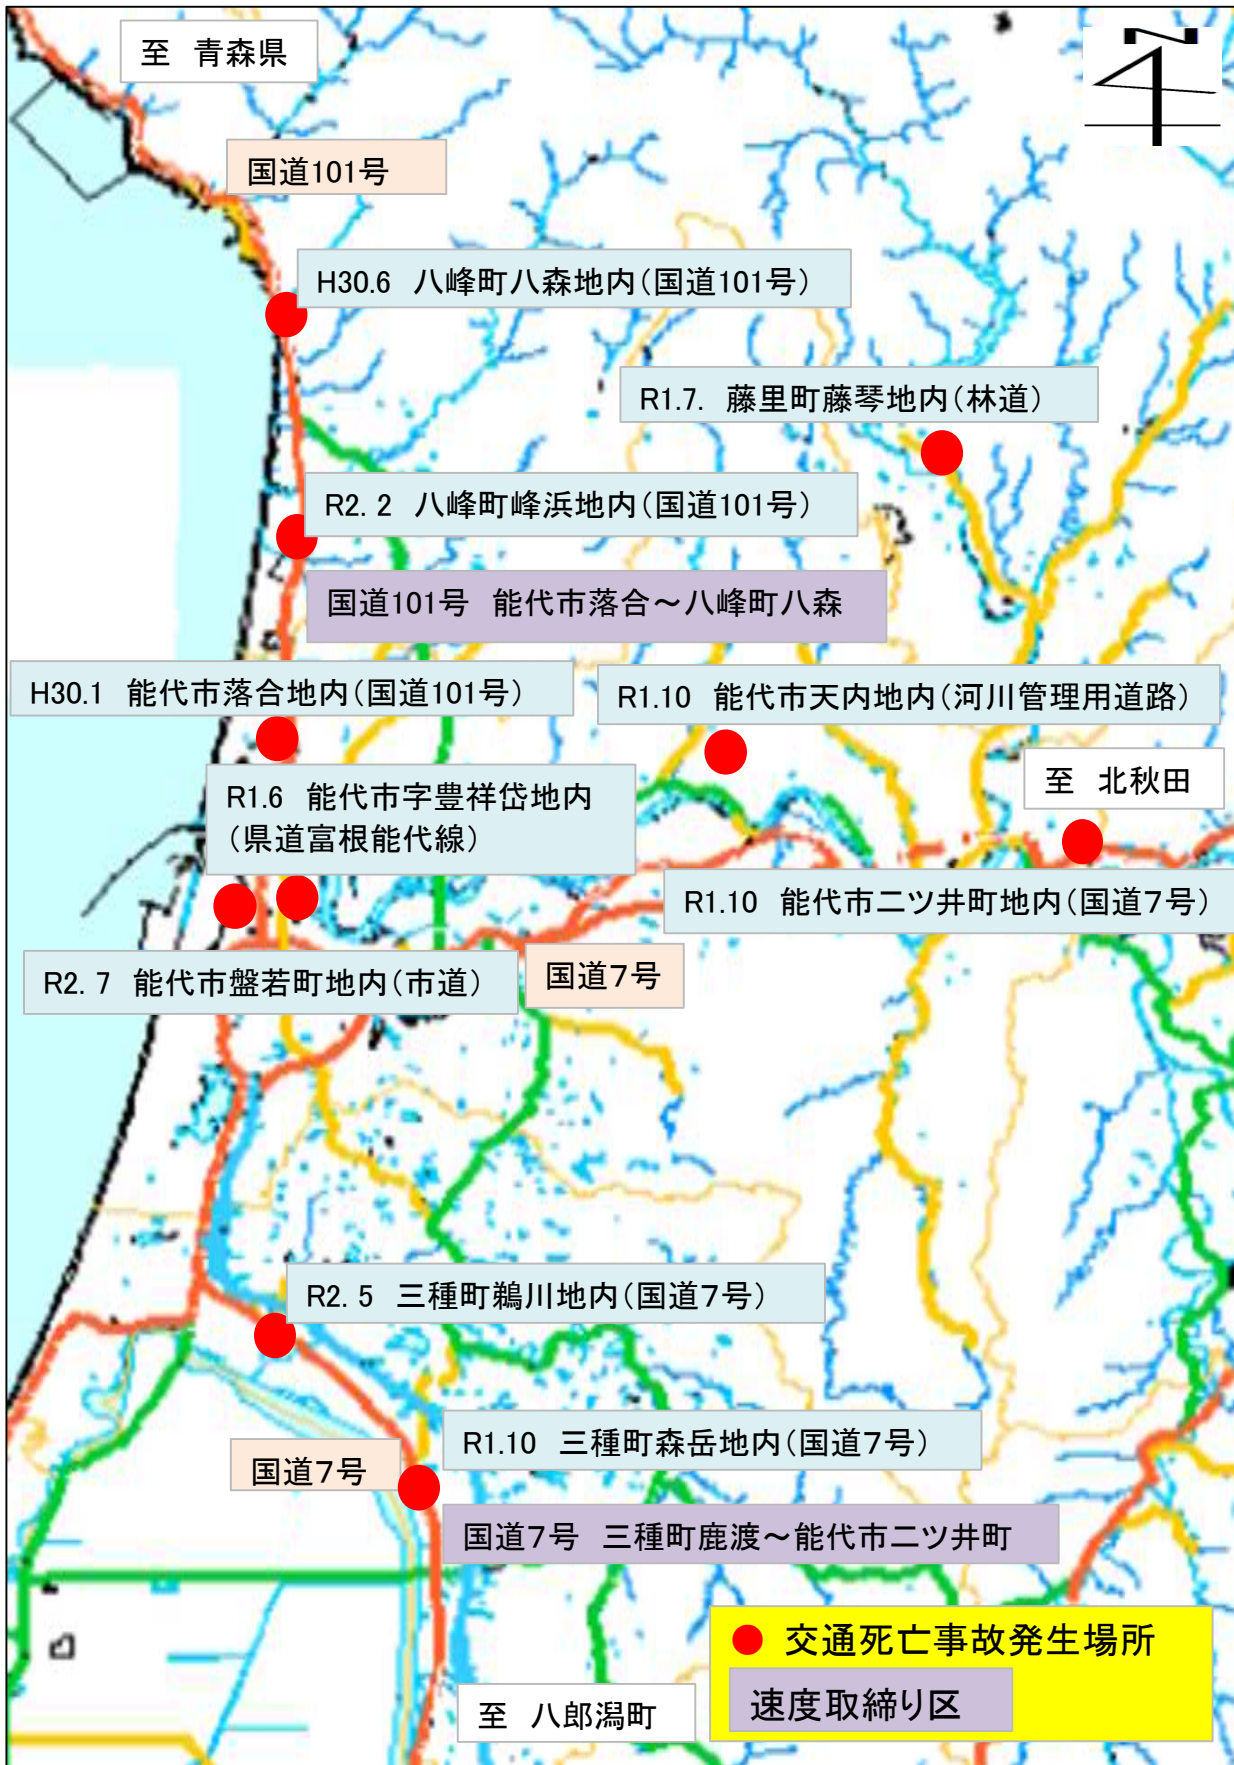 至　青森県
国道101号
H30.6　八峰町八森地内（国道101号）
R1.7.　藤里町藤琴地内（林道）
R2．2　八峰町峰浜地内（国道101号）
国道101号　能代市落合～八峰町八森
H30.1　能代市落合地内（国道101号）
R1.10　能代市天内地内（河川管理用道路）
至　北秋田
R1.6　能代市字豊祥岱地内
（県道富根能代線）
R1.10　能代市二ツ井町地内（国道7号）
R2．7　能代市盤若町地内（市道）
国道7号
R2．5　三種町鵜川地内（国道7号）
R1.10　三種町森岳地内（国道7号）
国道7号
国道7号　三種町鹿渡～能代市二ツ井町
交通死亡事故発生場所
速度取締り区
至　八郎潟町